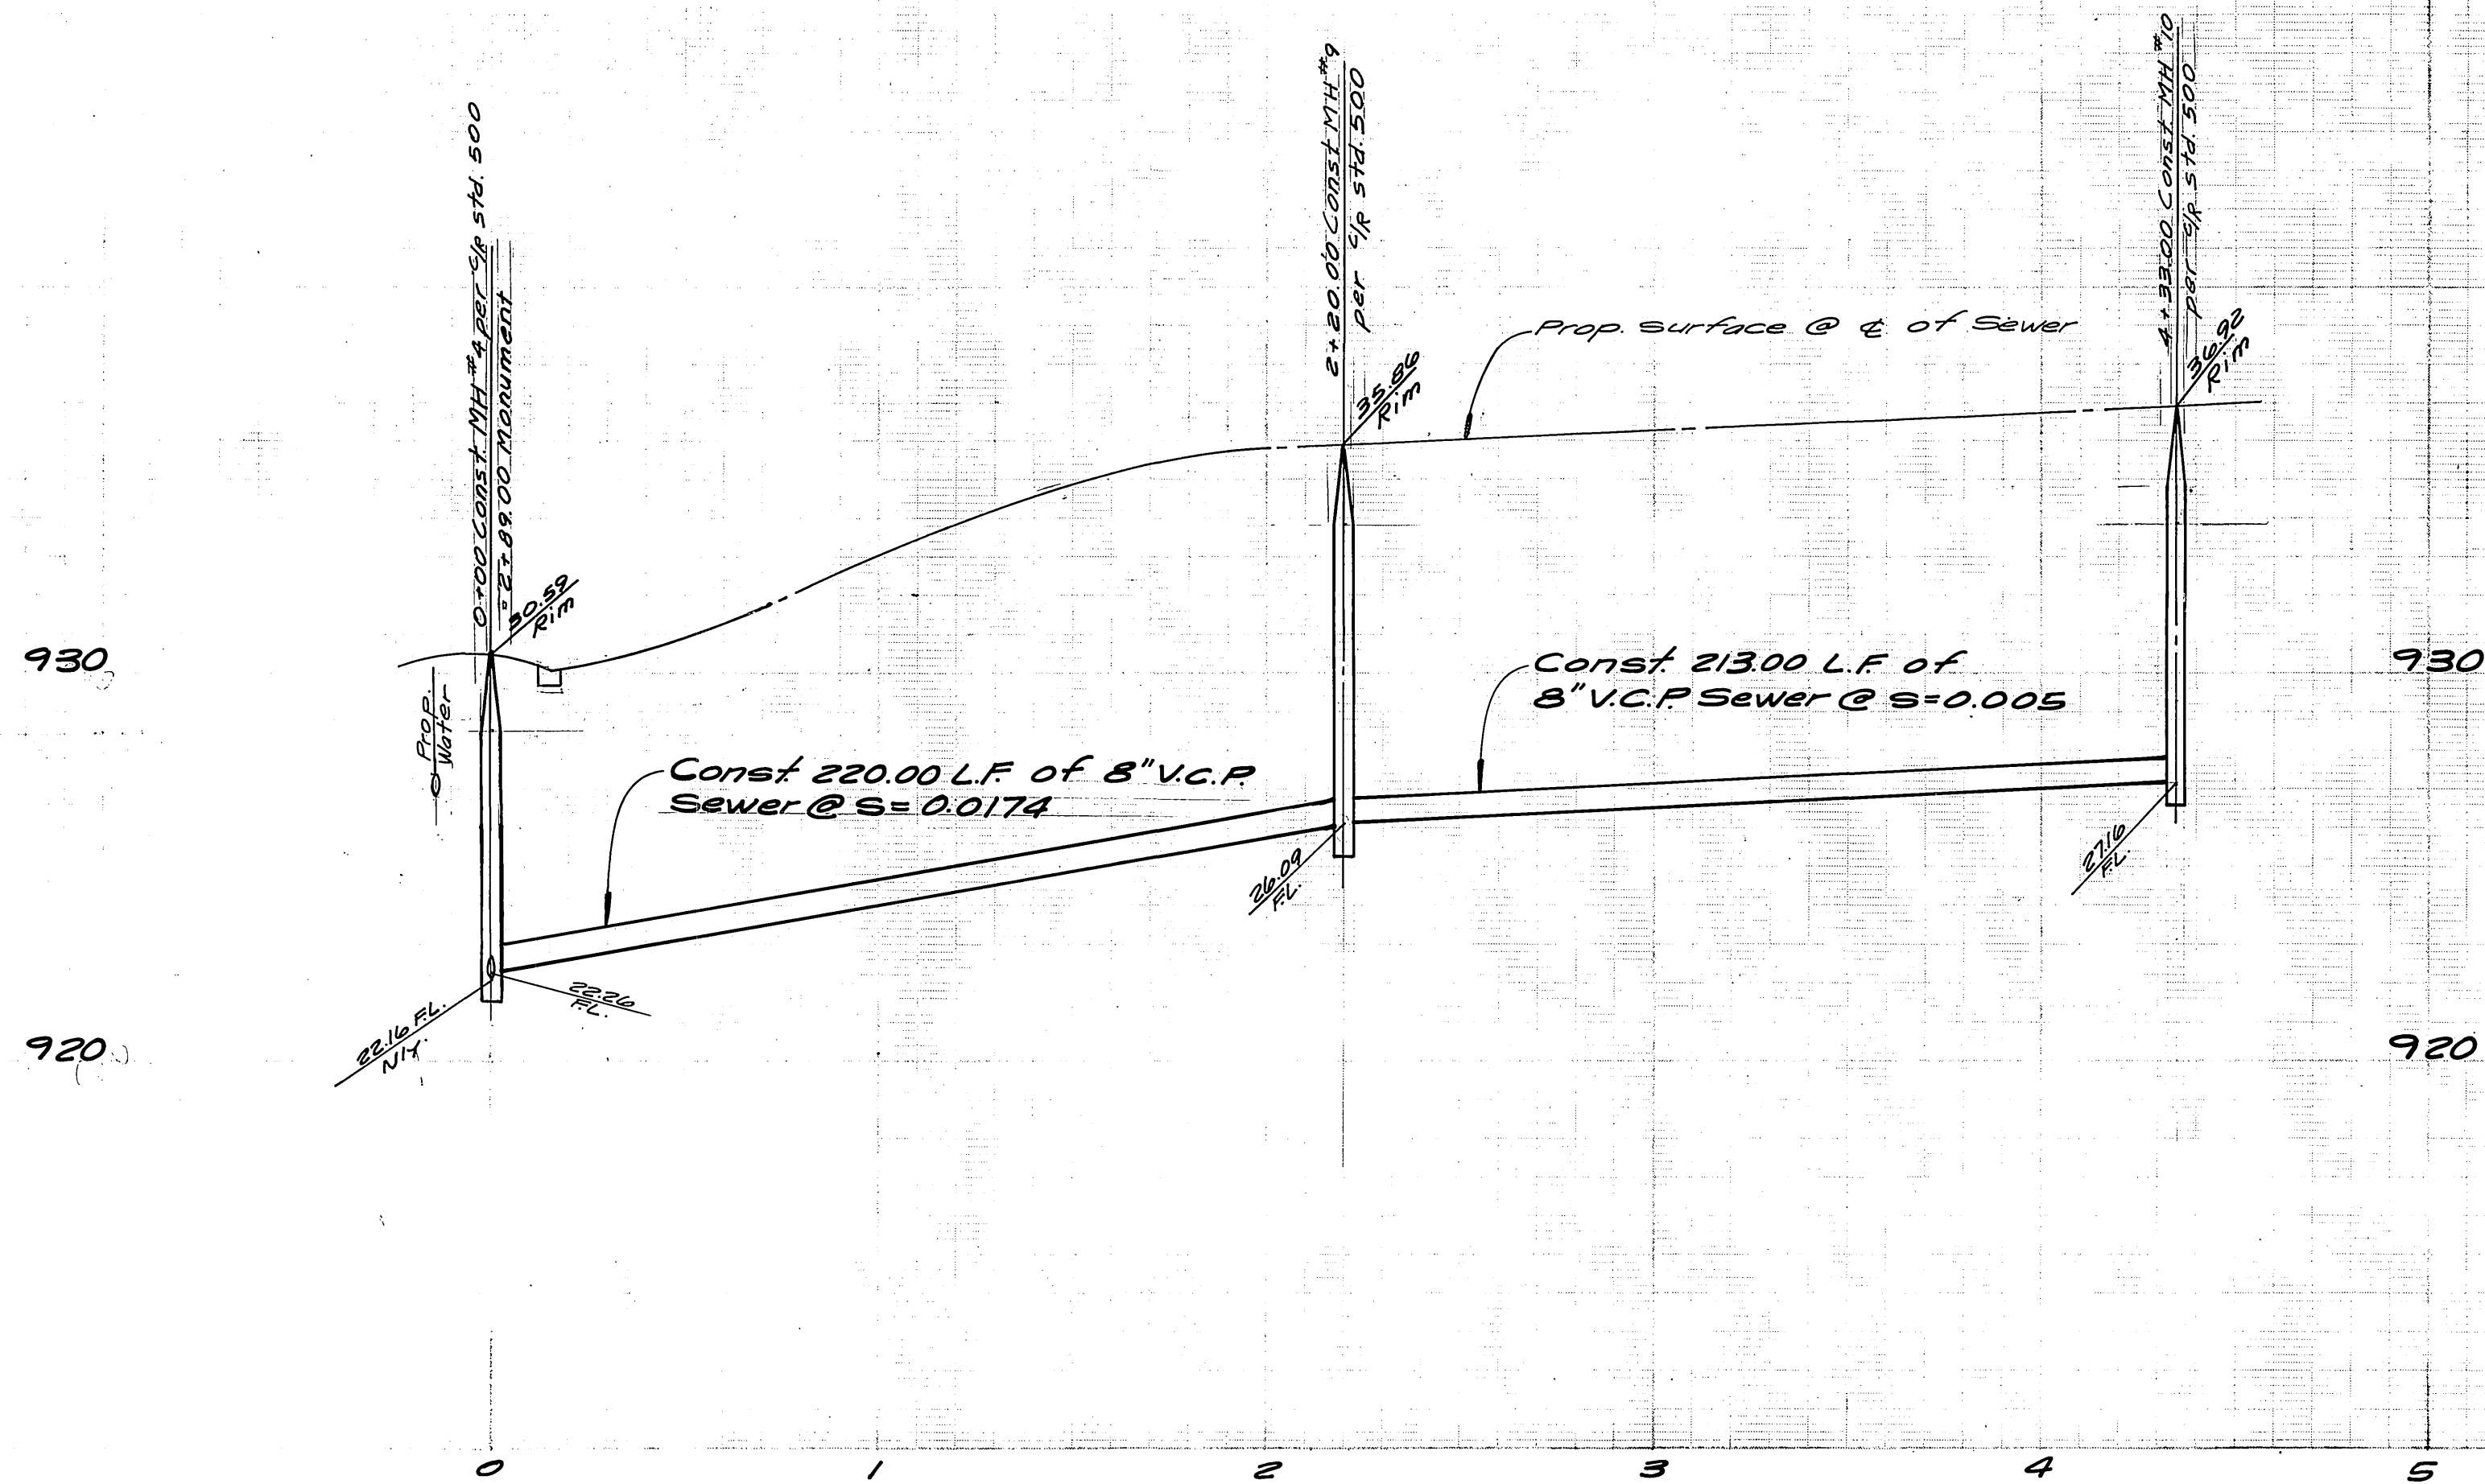 0+00 Const. MH #4 per C/R std. 500
= 2+89.00 Monument
30.59
Rim
2+20.00 Const MH #9
per C/R std. 500
35.86
Rim
Prop. Surface @ ℄ of Sewer
4+33.00 Const MH #10
per C/R std. 500
36.92
Rim
930
930
Prop.
Water
Const. 220.00 L.F. of 8" V.C.P.
Sewer @ S=0.0174
Const. 213.00 L.F. of
8" V.C.P. Sewer @ S=0.005
26.09
F.L.
27.16
F.L.
22.16 F.L.
22.26
F.L.
920
920
0 1 2 3 4 5